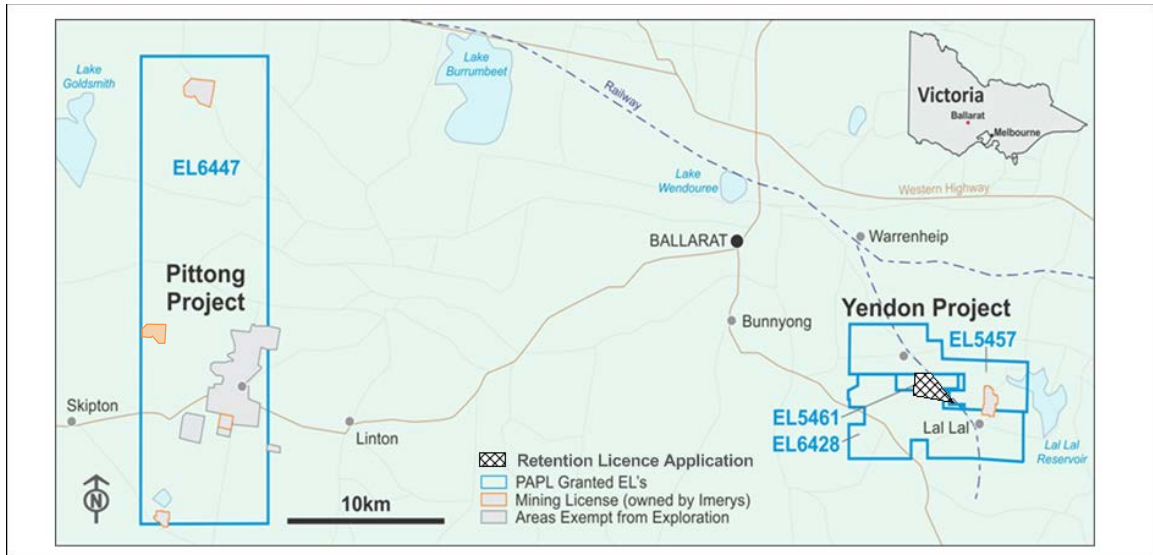 Lake
Goldsmith
Lake
Burrumbeet
Railway
Victoria
Ballarat
Melbourne
EL6447
Lake
Wendouree
Western Highway
BALLARAT
Warrenheip
Pittong
Project
Bunnyong
Yendon Project
EL5457
Skipton
Linton
EL5461
EL6428
Lal Lal
Lal Lal
Reservoir
Retention Licence Application
PAPL Granted EL's
Mining License (owned by Imerys)
Areas Exempt from Exploration
N
10km